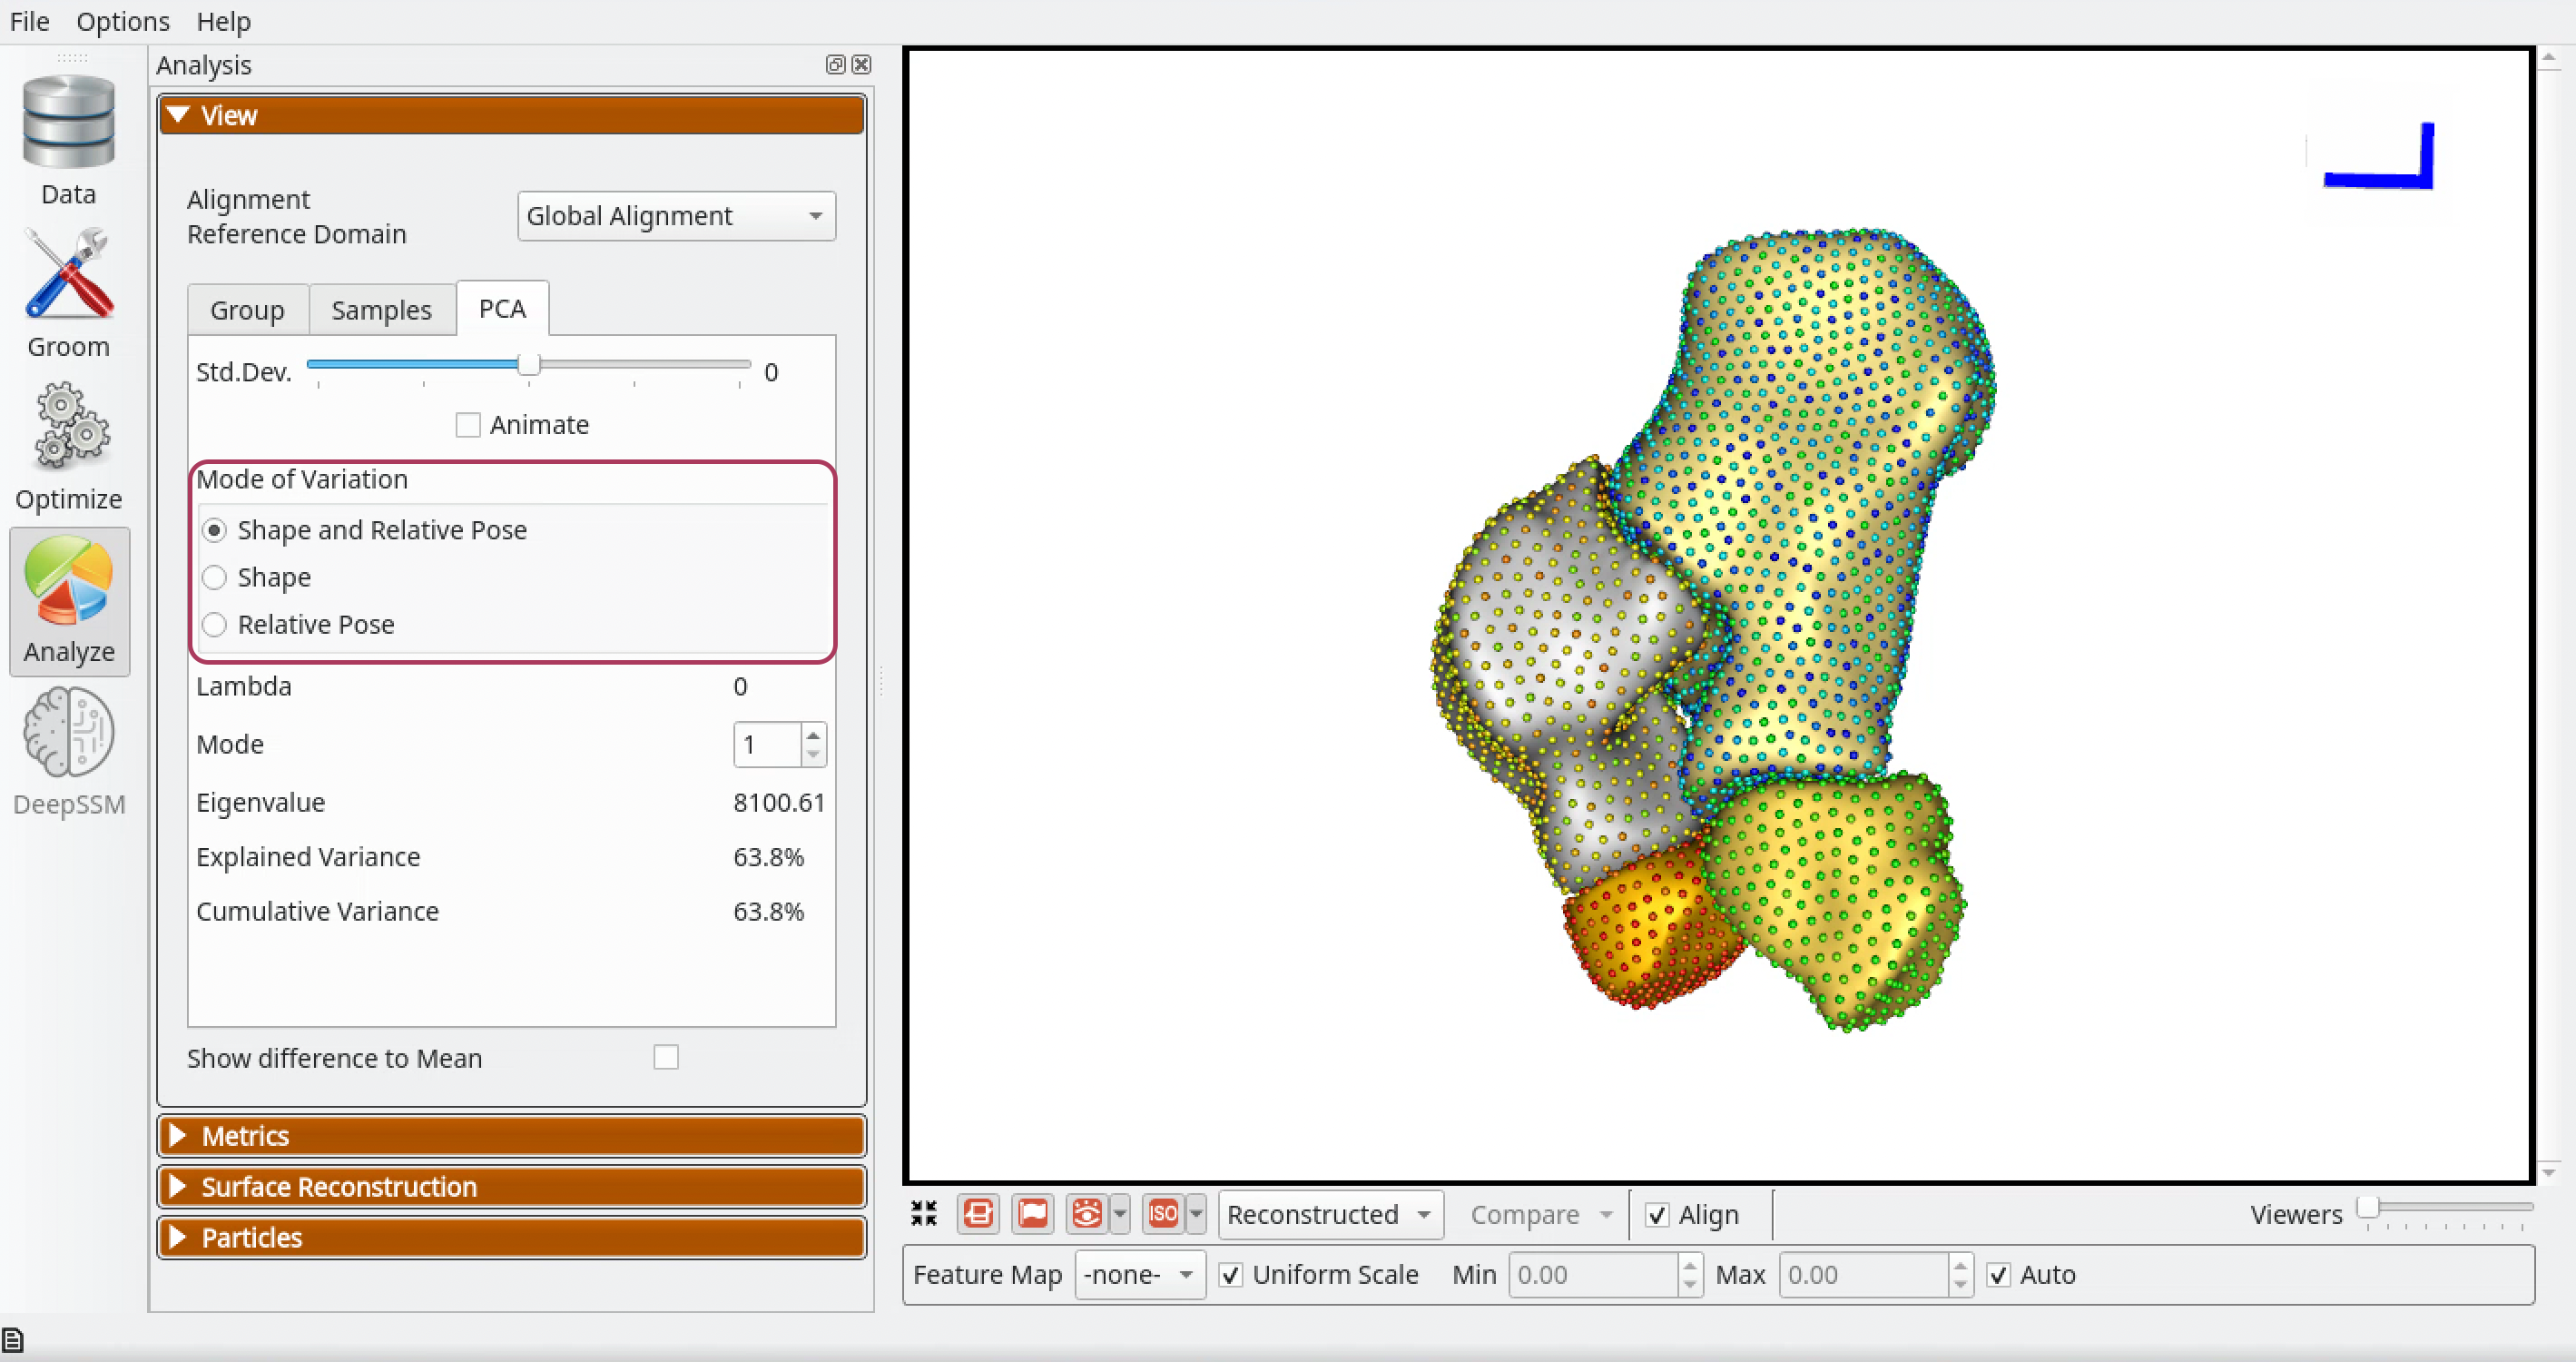 File Options Help
Analysis
Data
Groom
Optimize
Analyze
DeepSSM
View
Alignment
Reference Domain
Global Alignment
Group Samples PCA
Std.Dev. 0
Animate
Mode of Variation
Shape and Relative Pose
Shape
Relative Pose
Lambda 0
Mode 1
Eigenvalue 8100.61
Explained Variance 63.8%
Cumulative Variance 63.8%
Show difference to Mean
Metrics
Surface Reconstruction
Particles
ISO Reconstructed Compare Align Viewers
Feature Map -none- Uniform Scale Min 0.00 Max 0.00 Auto